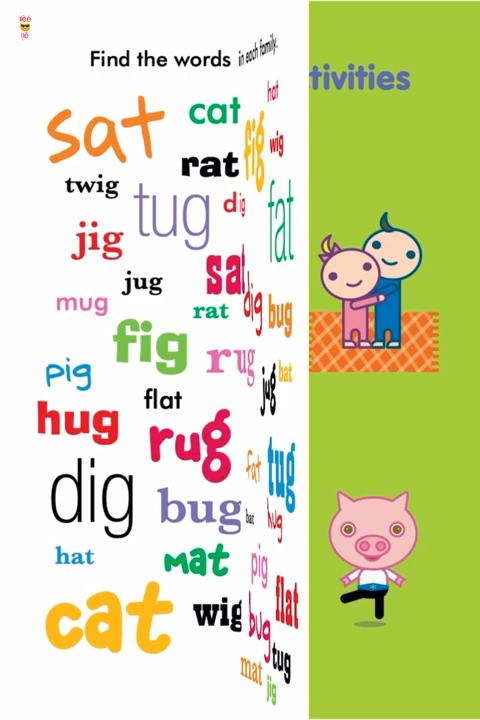 Find the words in each family.
tivities
hat
sat
cat
fig
wig
rat
twig
tug
dig
fat
jig
sat
jug
dig
mug
rat
bug
fig
rug
pig
jug
bat
flat
hug
rug
fat
tug
dig
bug
bat
hug
hat
mat
pig
cat
wig
flat
bug
tug
mat
jig